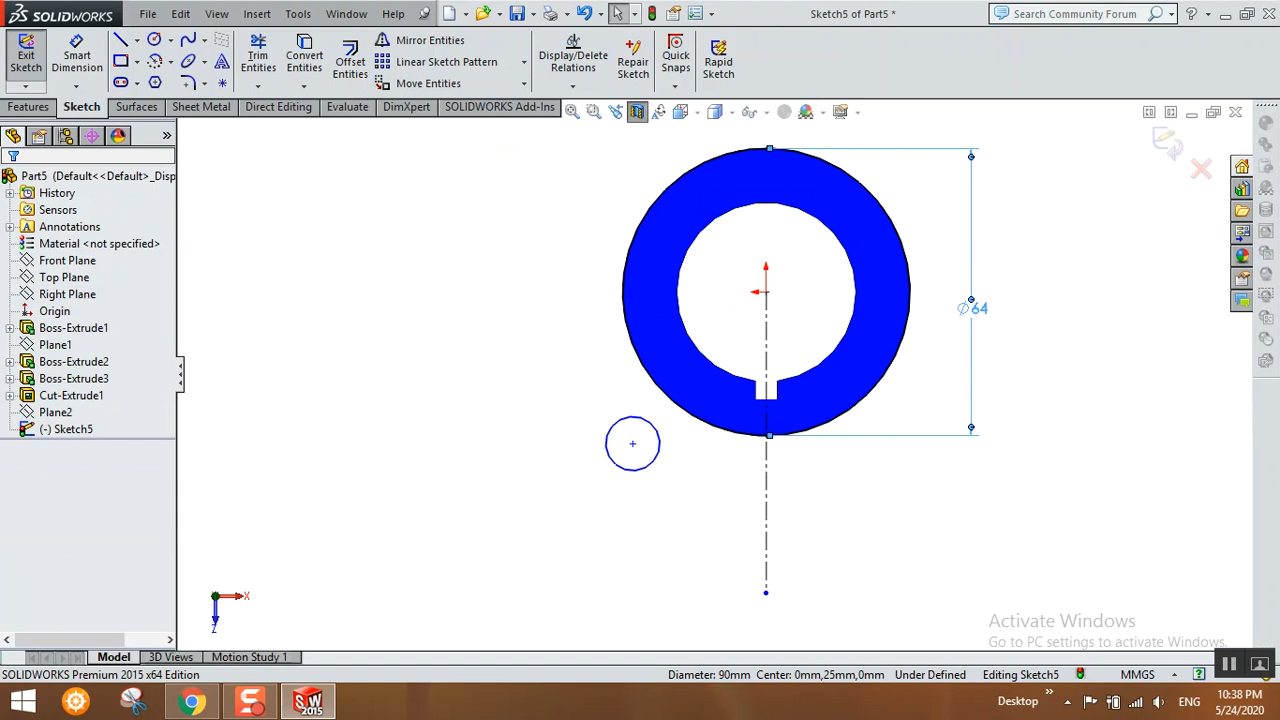 SOLIDWORKS File Edit View Insert Tools Window Help Sketch5 of Part5 * Search Community Forum
Exit Sketch
Smart Dimension
Trim Entities
Convert Entities
Offset Entities
Mirror Entities
Linear Sketch Pattern
Move Entities
Display/Delete Relations
Repair Sketch
Quick Snaps
Rapid Sketch
Features Sketch Surfaces Sheet Metal Direct Editing Evaluate DimXpert SOLIDWORKS Add-Ins
Part5 (Default<<Default>_Disp
History
Sensors
Annotations
Material <not specified>
Front Plane
Top Plane
Right Plane
Origin
Boss-Extrude1
Plane1
Boss-Extrude2
Boss-Extrude3
Cut-Extrude1
Plane2
(-) Sketch5
Ø64
X
Z
Activate Windows
Go to PC settings to activate Windows.
Model 3D Views Motion Study 1
SOLIDWORKS Premium 2015 x64 Edition Diameter: 90mm Center: 0mm,25mm,0mm Under Defined Editing Sketch5 MMGS
Desktop ENG 10:38 PM
5/24/2020
SW 2015